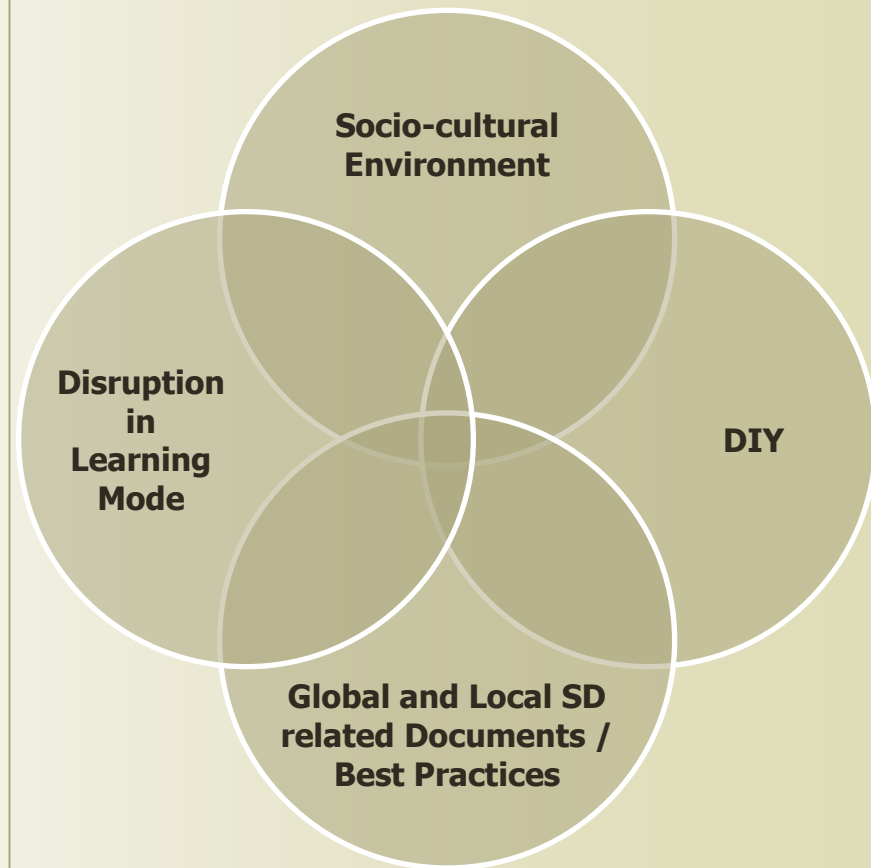 Socio-cultural
Environment
Disruption
in
Learning
Mode
DIY
Global and Local SD
related Documents /
Best Practices